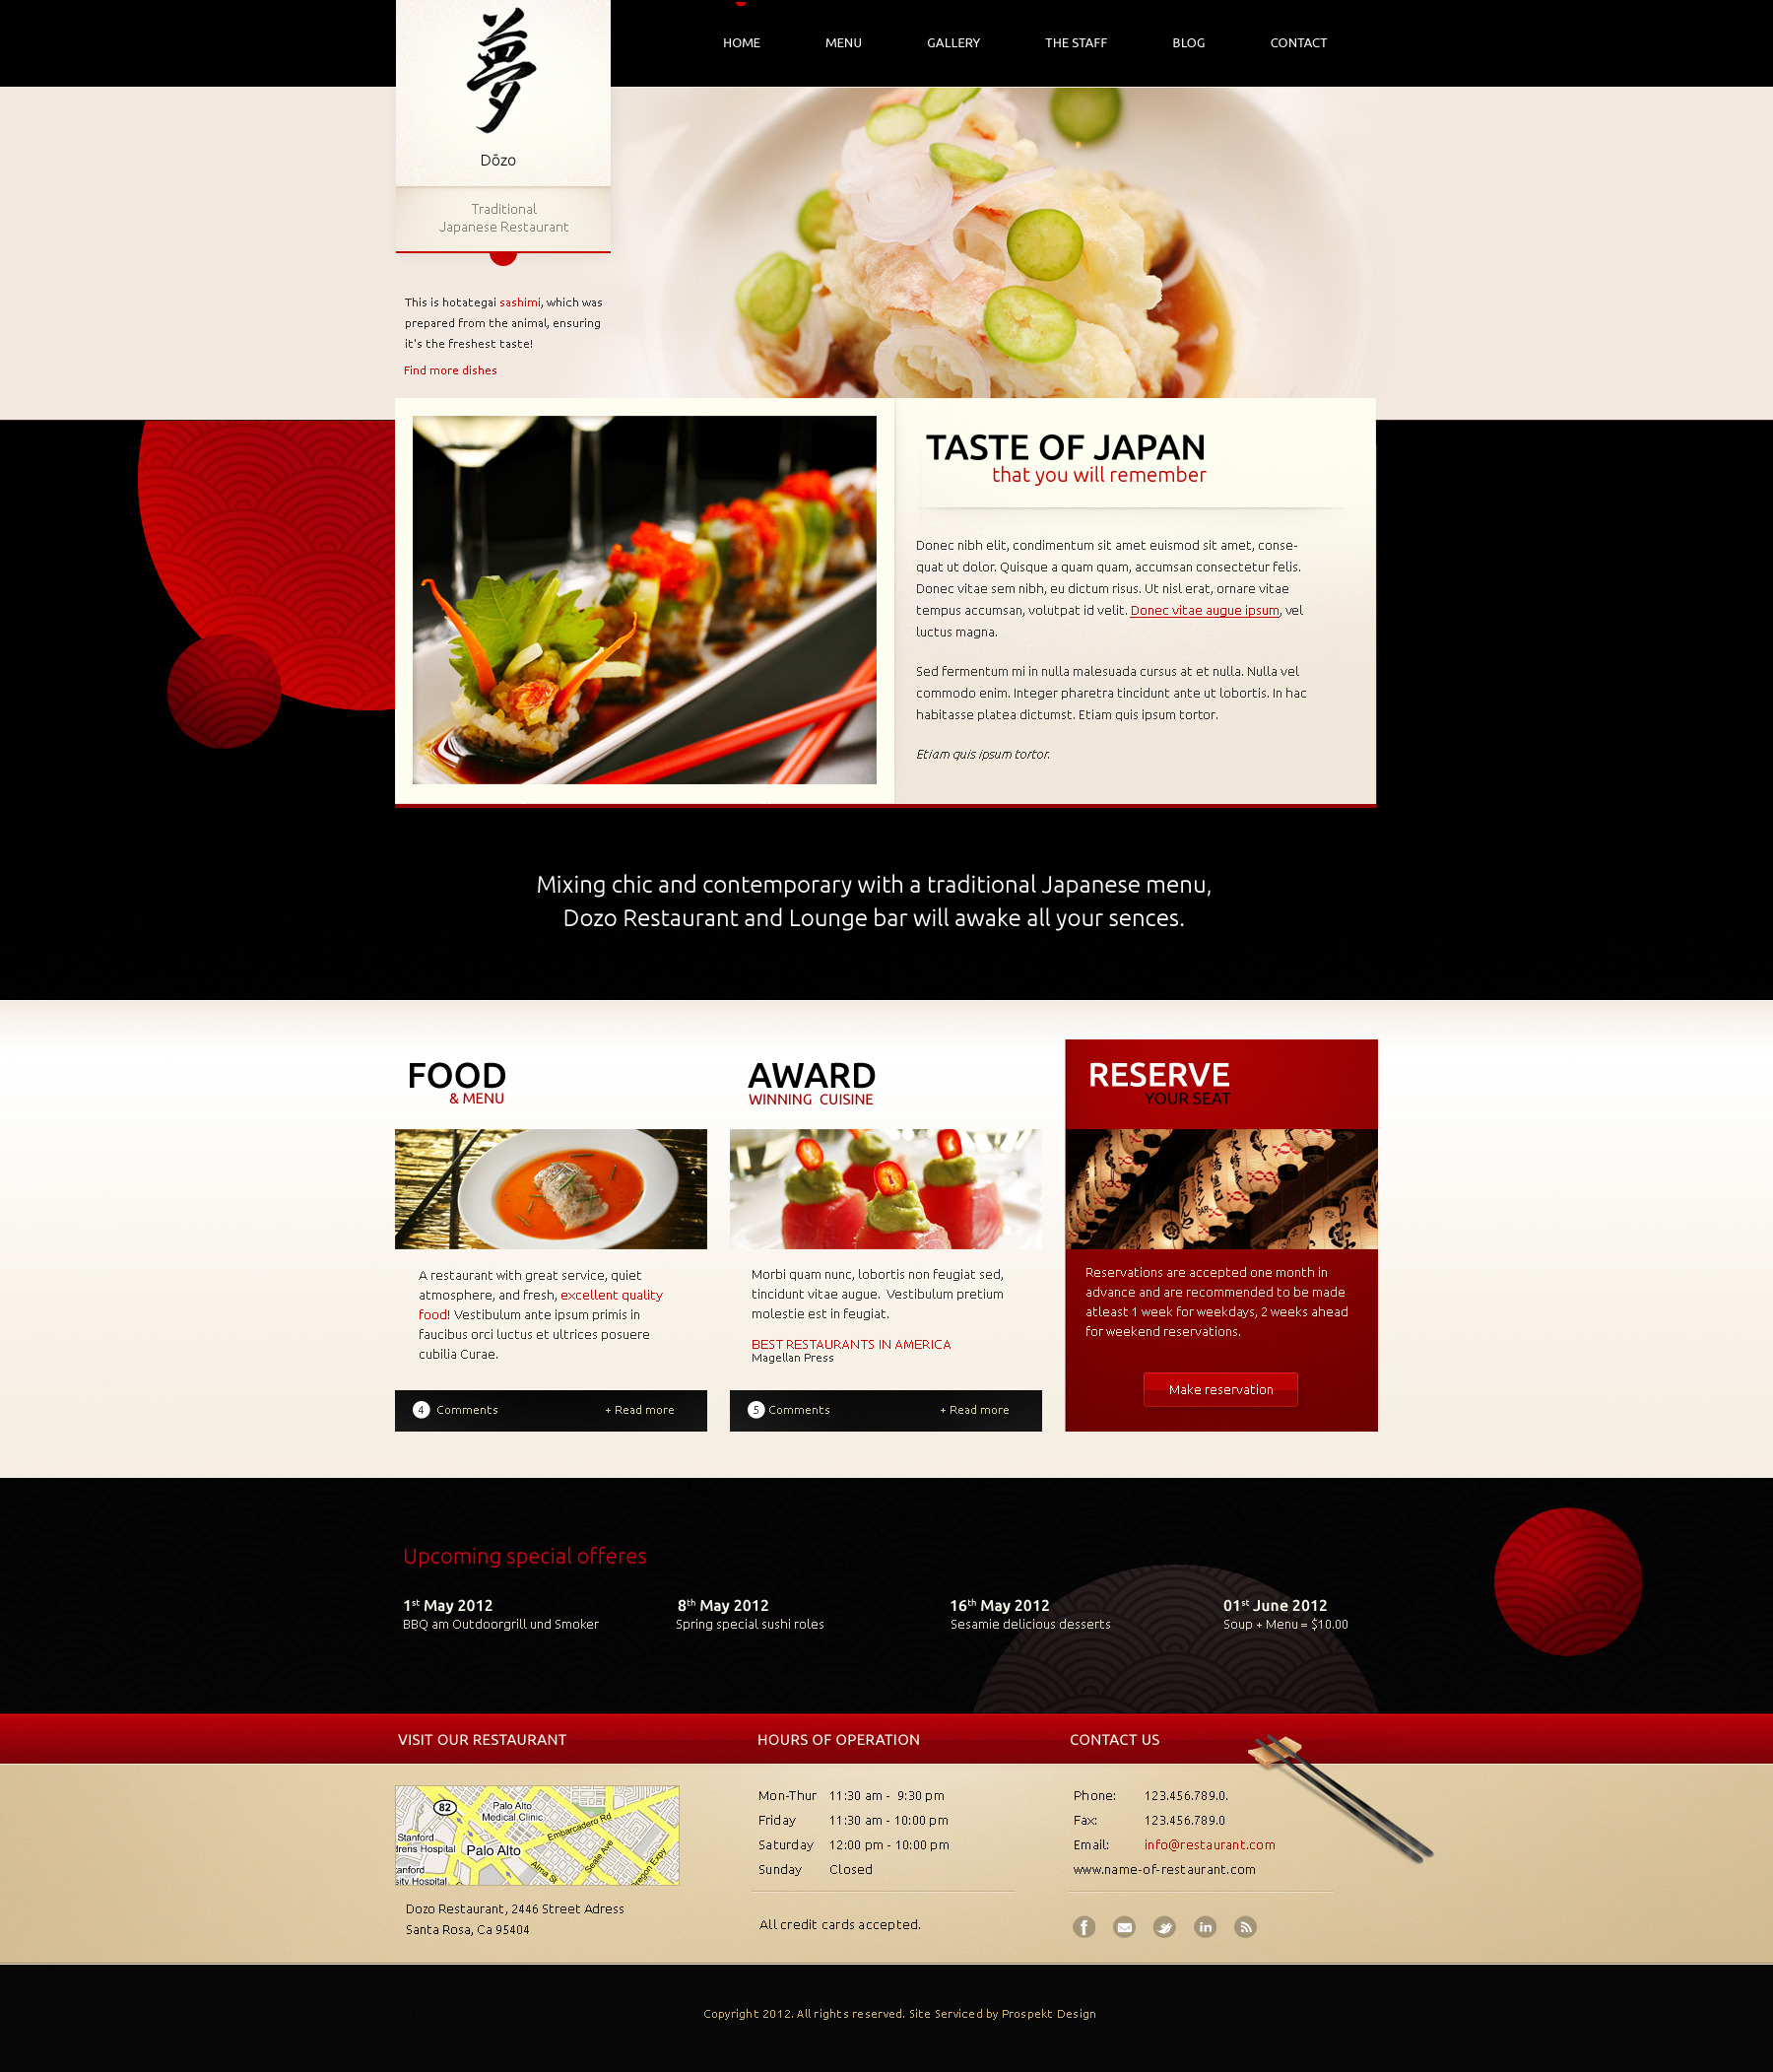 夢
Dōzo
Traditional
Japanese Restaurant
HOME
MENU
GALLERY
THE STAFF
BLOG
CONTACT
This is hotategai sashimi, which was
prepared from the animal, ensuring
it's the freshest taste!
Find more dishes
TASTE OF JAPAN
that you will remember
Donec nibh elit, condimentum sit amet euismod sit amet, conse-
quat ut dolor. Quisque a quam quam, accumsan consectetur felis.
Donec vitae sem nibh, eu dictum risus. Ut nisl erat, ornare vitae
tempus accumsan, volutpat id velit. Donec vitae augue ipsum, vel
luctus magna.
Sed fermentum mi in nulla malesuada cursus at et nulla. Nulla vel
commodo enim. Integer pharetra tincidunt ante ut lobortis. In hac
habitasse platea dictumst. Etiam quis ipsum tortor.
Etiam quis ipsum tortor.
Mixing chic and contemporary with a traditional Japanese menu,
Dozo Restaurant and Lounge bar will awake all your sences.
FOOD
& MENU
A restaurant with great service, quiet
atmosphere, and fresh, excellent quality
food! Vestibulum ante ipsum primis in
faucibus orci luctus et ultrices posuere
cubilia Curae.
4 Comments + Read more
AWARD
WINNING CUISINE
Morbi quam nunc, lobortis non feugiat sed,
tincidunt vitae augue. Vestibulum pretium
molestie est in feugiat.
BEST RESTAURANTS IN AMERICA
Magellan Press
5 Comments + Read more
RESERVE
YOUR SEAT
BAR
Reservations are accepted one month in
advance and are recommended to be made
atleast 1 week for weekdays, 2 weeks ahead
for weekend reservations.
Make reservation
Upcoming special offeres
1st May 2012
BBQ am Outdoorgrill und Smoker
8th May 2012
Spring special sushi roles
16th May 2012
Sesamie delicious desserts
01st June 2012
Soup + Menu = $10.00
VISIT OUR RESTAURANT
82
Palo Alto
Medical Clinic
Embarcadero Rd
Stanford
drens Hospital
Palo Alto
anford
sity Hospital
Alma St
Seale Ave
Oregon Expy
Dozo Restaurant, 2446 Street Adress
Santa Rosa, Ca 95404
HOURS OF OPERATION
Mon-Thur 11:30 am - 9:30 pm
Friday 11:30 am - 10:00 pm
Saturday 12:00 pm - 10:00 pm
Sunday Closed
All credit cards accepted.
CONTACT US
Phone: 123.456.789.0.
Fax: 123.456.789.0
Email: info@restaurant.com
www.name-of-restaurant.com
f
in
Copyright 2012. All rights reserved. Site Serviced by Prospekt Design